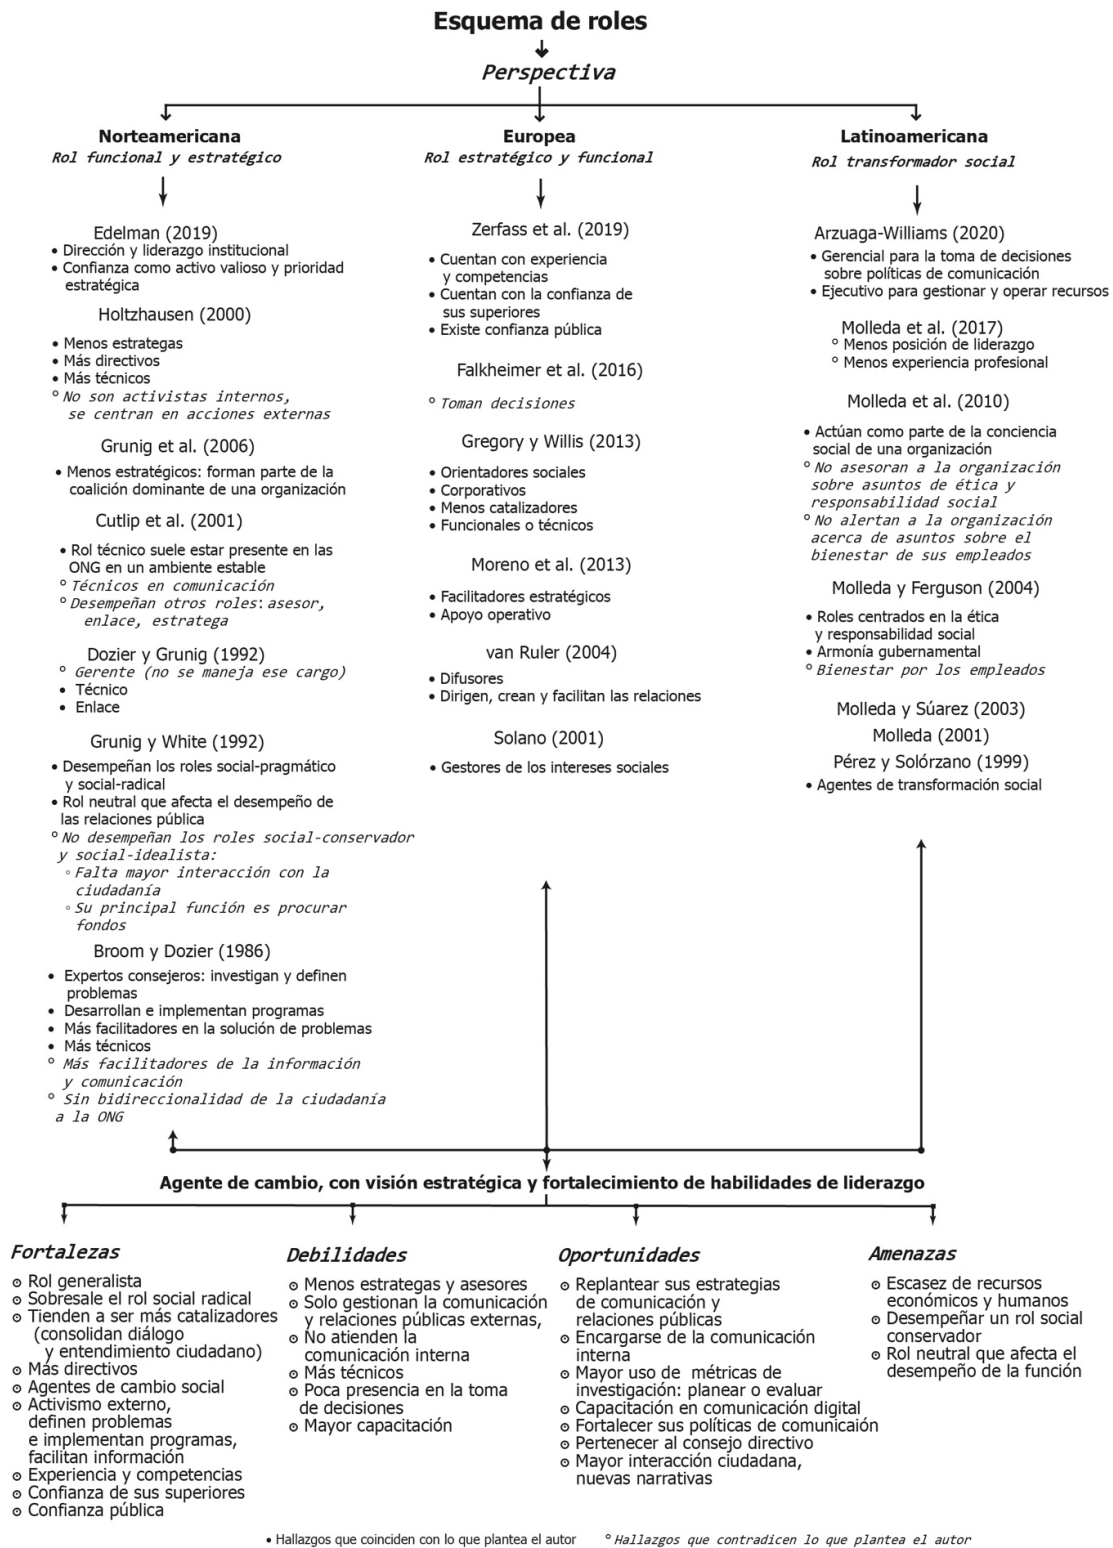 Esquema de roles
Perspectiva
Norteamericana
Rol funcional y estratégico
Edelman (2019)
• Dirección y liderazgo institucional
• Confianza como activo valioso y prioridad
estratégica
Holtzhausen (2000)
• Menos estrategas
• Más directivos
• Más técnicos
° No son activistas internos,
se centran en acciones externas
Grunig et al. (2006)
• Menos estratégicos: forman parte de la
coalición dominante de una organización
Cutlip et al. (2001)
• Rol técnico suele estar presente en las
ONG en un ambiente estable
° Técnicos en comunicación
° Desempeñan otros roles: asesor,
enlace, estratega
Dozier y Grunig (1992)
° Gerente (no se maneja ese cargo)
• Técnico
• Enlace
Grunig y White (1992)
• Desempeñan los roles social-pragmático
y social-radical
• Rol neutral que afecta el desempeño de
las relaciones pública
° No desempeñan los roles social-conservador
y social-idealista:
◦ Falta mayor interacción con la
ciudadanía
◦ Su principal función es procurar
fondos
Broom y Dozier (1986)
• Expertos consejeros: investigan y definen
problemas
• Desarrollan e implementan programas
• Más facilitadores en la solución de problemas
• Más técnicos
° Más facilitadores de la información
y comunicación
° Sin bidireccionalidad de la ciudadanía
a la ONG
Europea
Rol estratégico y funcional
Zerfass et al. (2019)
• Cuentan con experiencia
y competencias
• Cuentan con la confianza de
sus superiores
• Existe confianza pública
Falkheimer et al. (2016
° Toman decisiones
Gregory y Willis (2013)
• Orientadores sociales
• Corporativos
• Menos catalizadores
• Funcionales o técnicos
Moreno et al. (2013)
• Facilitadores estratégicos
• Apoyo operativo
van Ruler (2004)
• Difusores
• Dirigen, crean y facilitan las relaciones
Solano (2001)
• Gestores de los intereses sociales
Latinoamericana
Rol transformador social
Arzuaga-Williams (2020)
• Gerencial para la toma de decisiones
sobre políticas de comunicación
• Ejecutivo para gestionar y operar recursos
Molleda et al. (2017)
° Menos posición de liderazgo
° Menos experiencia profesional
Molleda et al. (2010)
• Actúan como parte de la conciencia
social de una organización
° No asesoran a la organización
sobre asuntos de ética y
responsabilidad social
° No alertan a la organización
acerca de asuntos sobre el
bienestar de sus empleados
Molleda y Ferguson (2004)
• Roles centrados en la ética
y responsabilidad social
• Armonía gubernamental
° Bienestar por los empleados
Molleda y Súarez (2003)
Molleda (2001)
Pérez y Solórzano (1999)
• Agentes de transformación social
Agente de cambio, con visión estratégica y fortalecimiento de habilidades de liderazgo
Fortalezas
⊙ Rol generalista
⊙ Sobresale el rol social radical
⊙ Tienden a ser más catalizadores
(consolidan diálogo
y entendimiento ciudadano)
⊙ Más directivos
⊙ Agentes de cambio social
⊙ Activismo externo,
definen problemas
e implementan programas,
facilitan información
⊙ Experiencia y competencias
⊙ Confianza de sus superiores
⊙ Confianza pública
Debilidades
⊙ Menos estrategas y asesores
⊙ Solo gestionan la comunicación
y relaciones públicas externas,
⊙ No atienden la
comunicación interna
⊙ Más técnicos
⊙ Poca presencia en la toma
de decisiones
⊙ Mayor capacitación
Oportunidades
⊙ Replantear sus estrategias
de comunicación y
relaciones públicas
⊙ Encargarse de la comunicación
interna
⊙ Mayor uso de métricas de
investigación: planear o evaluar
⊙ Capacitación en comunicación digital
⊙ Fortalecer sus políticas de comunicaión
⊙ Pertenecer al consejo directivo
⊙ Mayor interacción ciudadana,
nuevas narrativas
Amenazas
⊙ Escasez de recursos
económicos y humanos
⊙ Desempeñar un rol social
conservador
⊙ Rol neutral que afecta el
desempeño de la función
• Hallazgos que coinciden con lo que plantea el autor ° Hallazgos que contradicen lo que plantea el autor